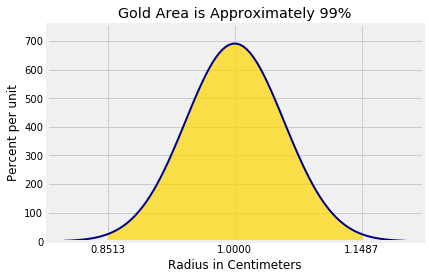 Gold Area is Approximately 99%
Percent per unit
700
600
500
400
300
200
100
0
0.8513 1.0000 1.1487
Radius in Centimeters